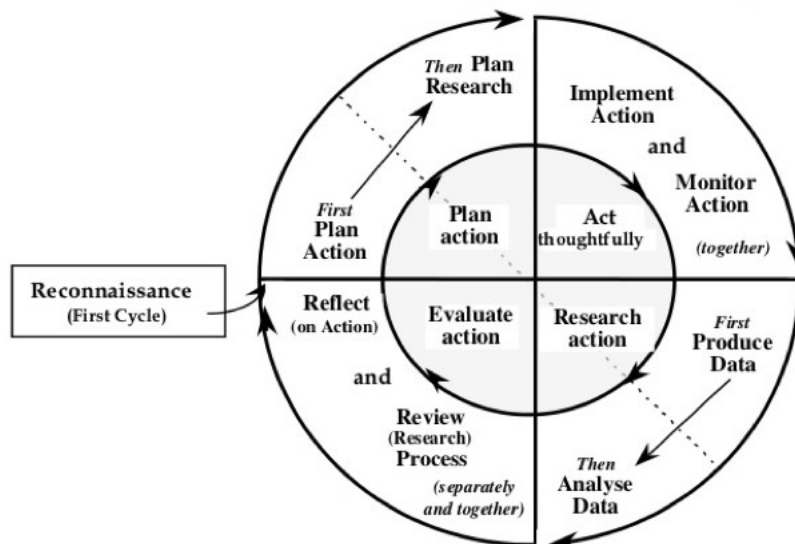 Then Plan
Research
First
Plan
Action
Implement
Action
and
Monitor
Action
(together)
Plan
action
Act
thoughtfully
Reconnaissance
(First Cycle)
Reflect
(on Action)
and
Review
(Research)
Process
(separately
and together)
Evaluate
action
Research
action
First
Produce
Data
Then
Analyse
Data